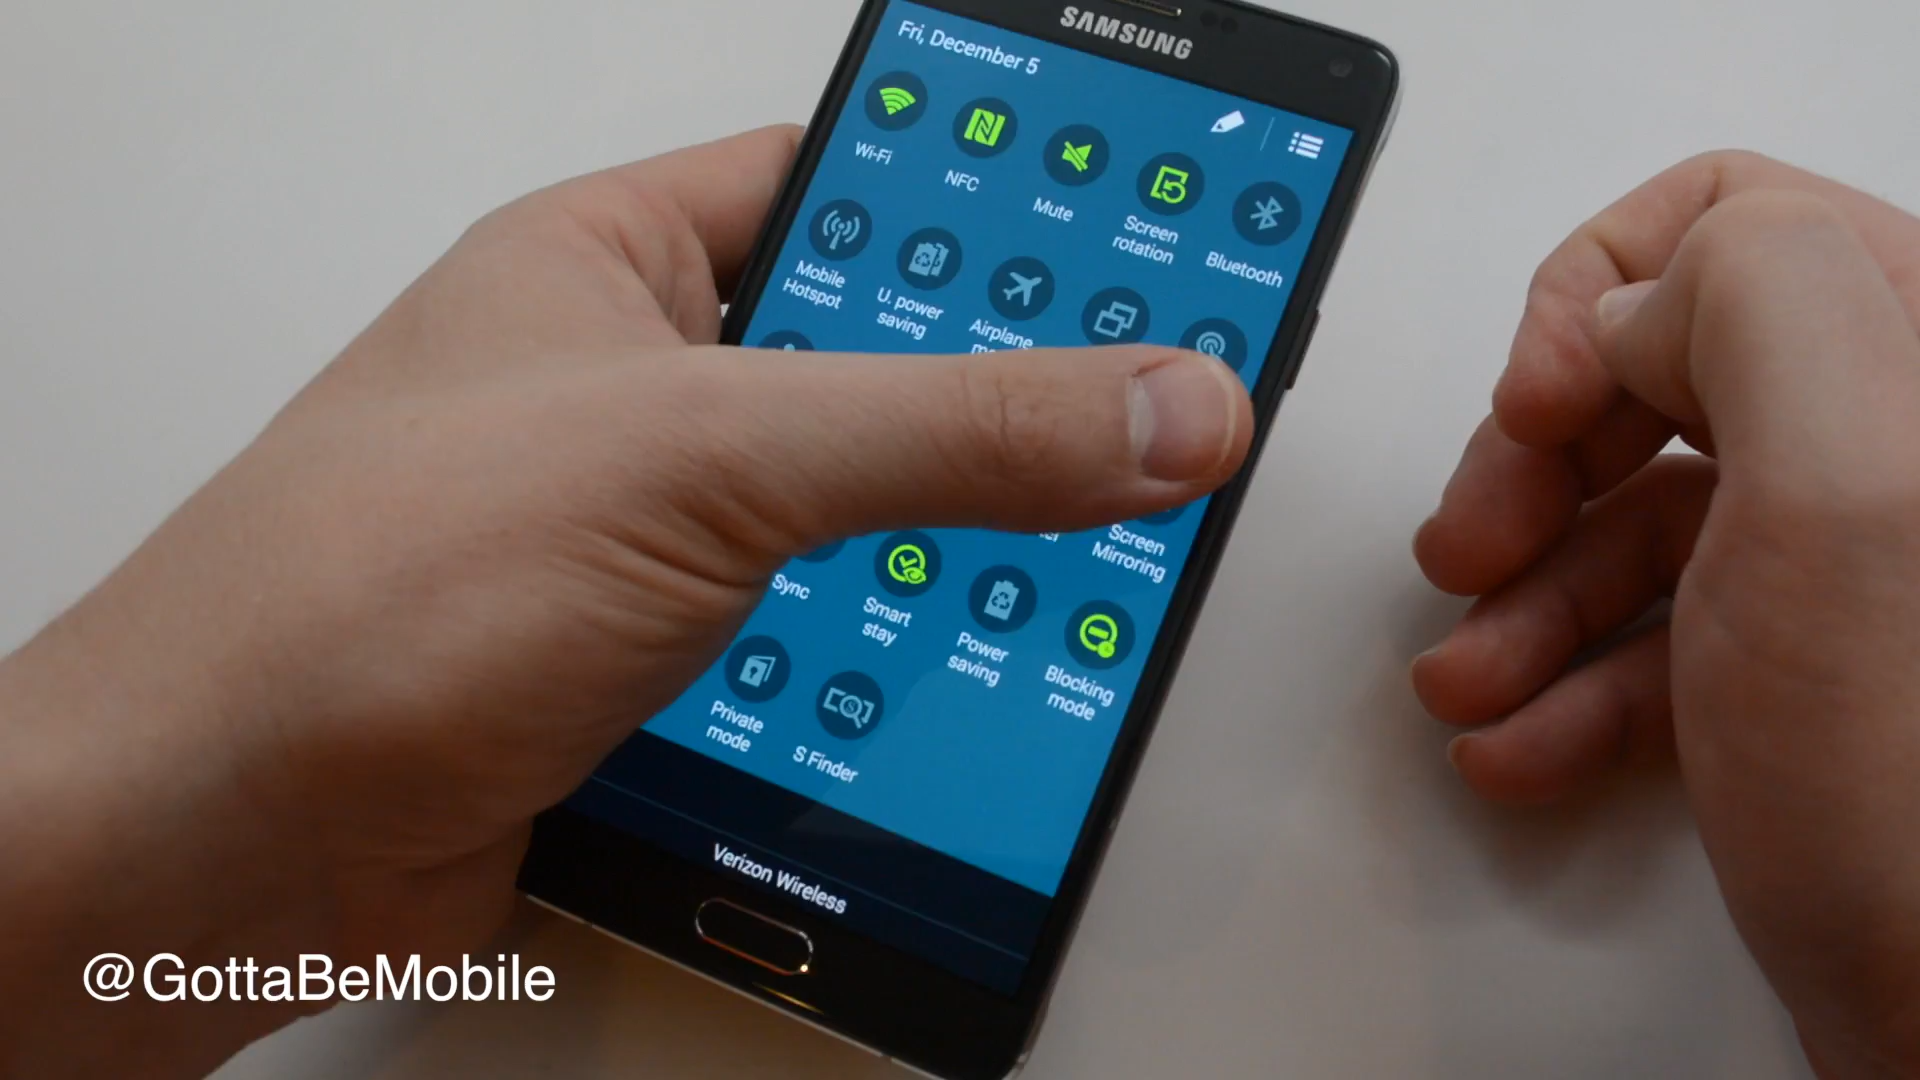 SAMSUNG
Fri, December 5
Wi-Fi
NFC
Mute
Screen
rotation
Bluetooth
Mobile
Hotspot
U. power
saving
Airplane
Screen
Mirroring
Sync
Smart
stay
Power
saving
Blocking
mode
Private
mode
S Finder
Verizon Wireless
@GottaBeMobile